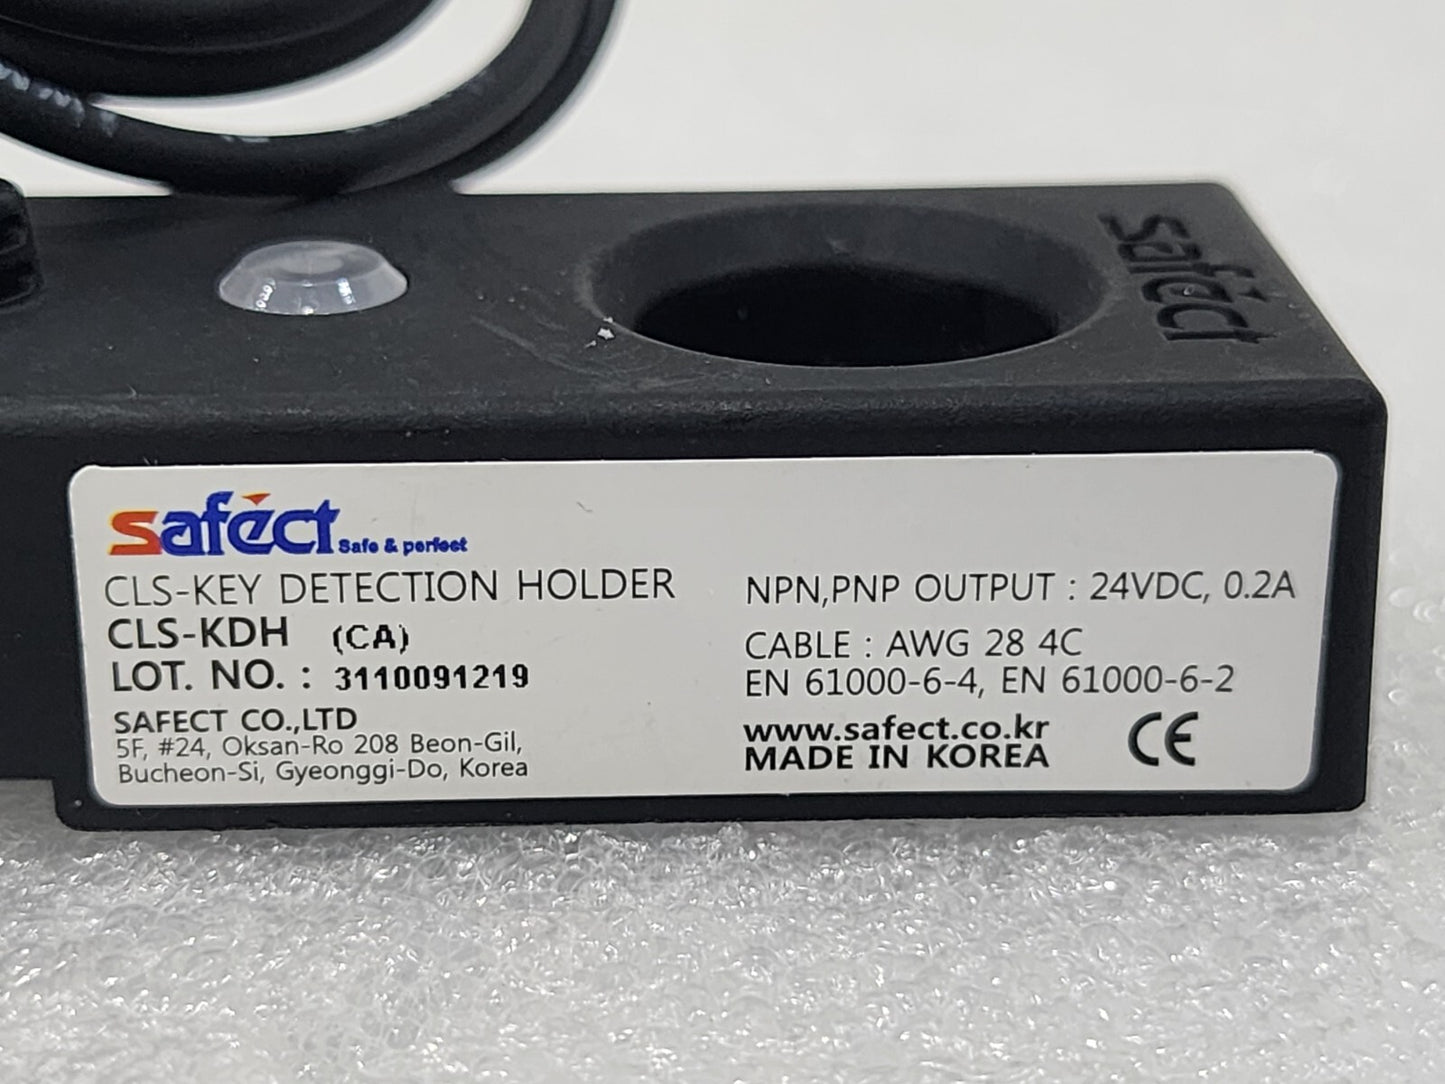 safect
safect Safe & perfect
CLS-KEY DETECTION HOLDER
CLS-KDH (CA)
LOT. NO. : 3110091219
SAFECT CO.,LTD
5F, #24, Oksan-Ro 208 Beon-Gil,
Bucheon-Si, Gyeonggi-Do, Korea
NPN,PNP OUTPUT : 24VDC, 0.2A
CABLE : AWG 28 4C
EN 61000-6-4, EN 61000-6-2
www.safect.co.kr
MADE IN KOREA
CE